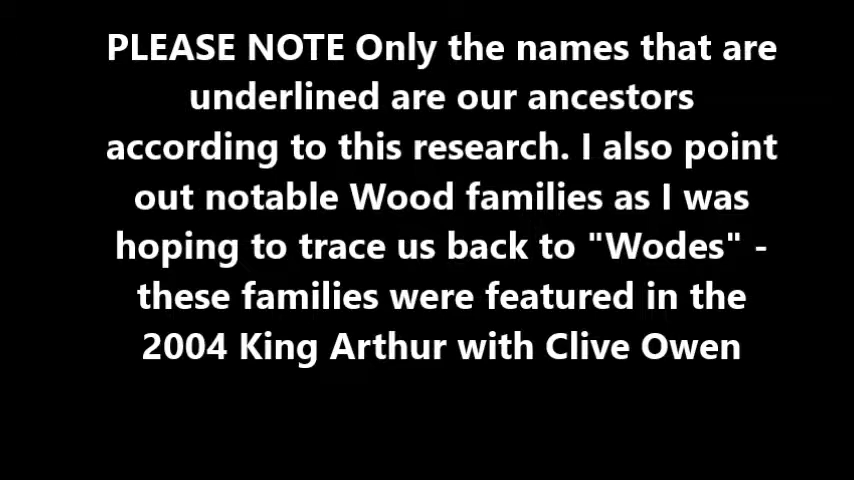 PLEASE NOTE Only the names that are
underlined are our ancestors
according to this research. I also point
out notable Wood families as I was
hoping to trace us back to "Wodes" -
these families were featured in the
2004 King Arthur with Clive Owen